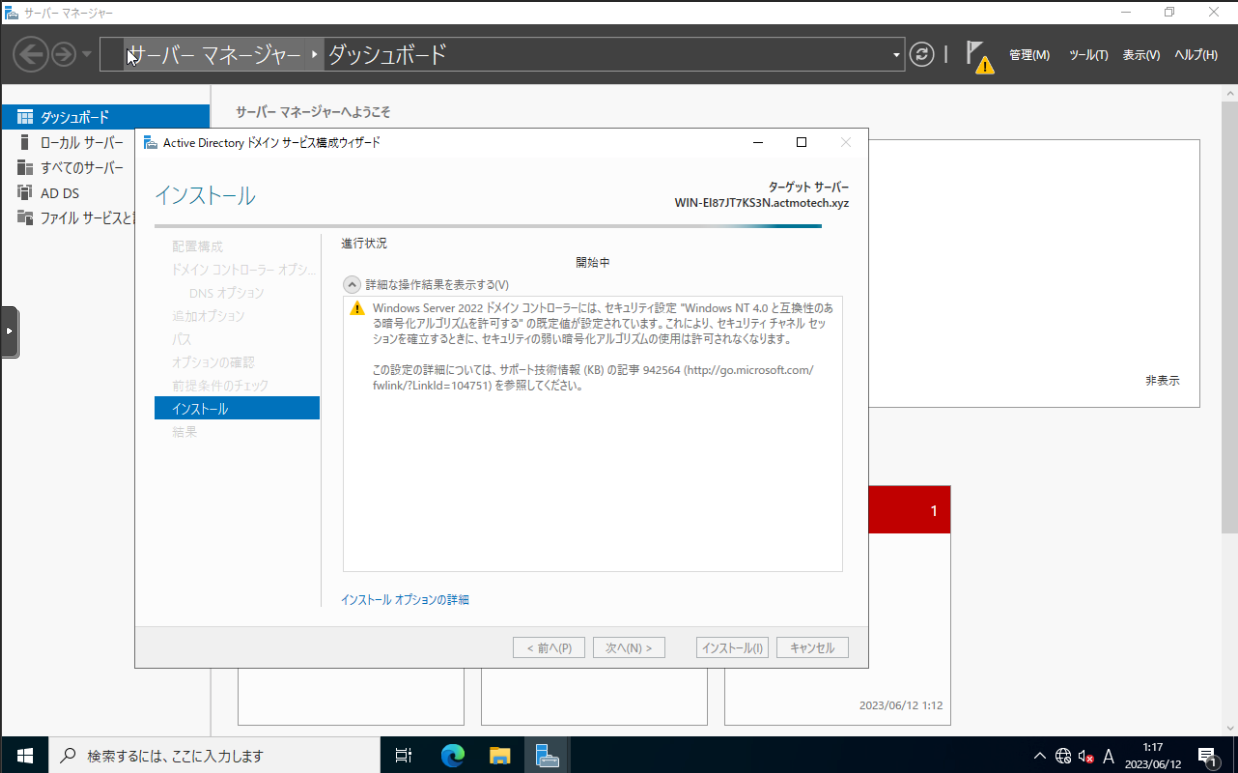 サーバー マネージャー
サーバー マネージャー ダッシュボード
管理(M) ツール(T) 表示(V) ヘルプ(H)
ダッシュボード
ローカル サーバー
すべてのサーバー
AD DS
ファイル サービスと
サーバー マネージャーへようこそ
Active Directory ドメイン サービス構成ウィザード
インストール
ターゲット サーバー
WIN-EI87JT7KS3N.actmotech.xyz
配置構成
ドメイン コントローラー オプシ...
DNS オプション
追加オプション
パス
オプションの確認
前提条件のチェック
インストール
結果
進行状況
開始中
詳細な操作結果を表示する(V)
Windows Server 2022 ドメイン コントローラーには、セキュリティ設定 "Windows NT 4.0 と互換性のあ
る暗号化アルゴリズムを許可する" の既定値が設定されています。これにより、セキュリティ チャネル セッ
ションを確立するときに、セキュリティの弱い暗号化アルゴリズムの使用は許可されなくなります。
この設定の詳細については、サポート技術情報 (KB) の記事 942564 (http://go.microsoft.com/
fwlink/?LinkId=104751) を参照してください。
インストール オプションの詳細
< 前へ(P) 次へ(N) > インストール(I) キャンセル
非表示
1
2023/06/12 1:12
検索するには、ここに入力します
A
1:17
2023/06/12
1